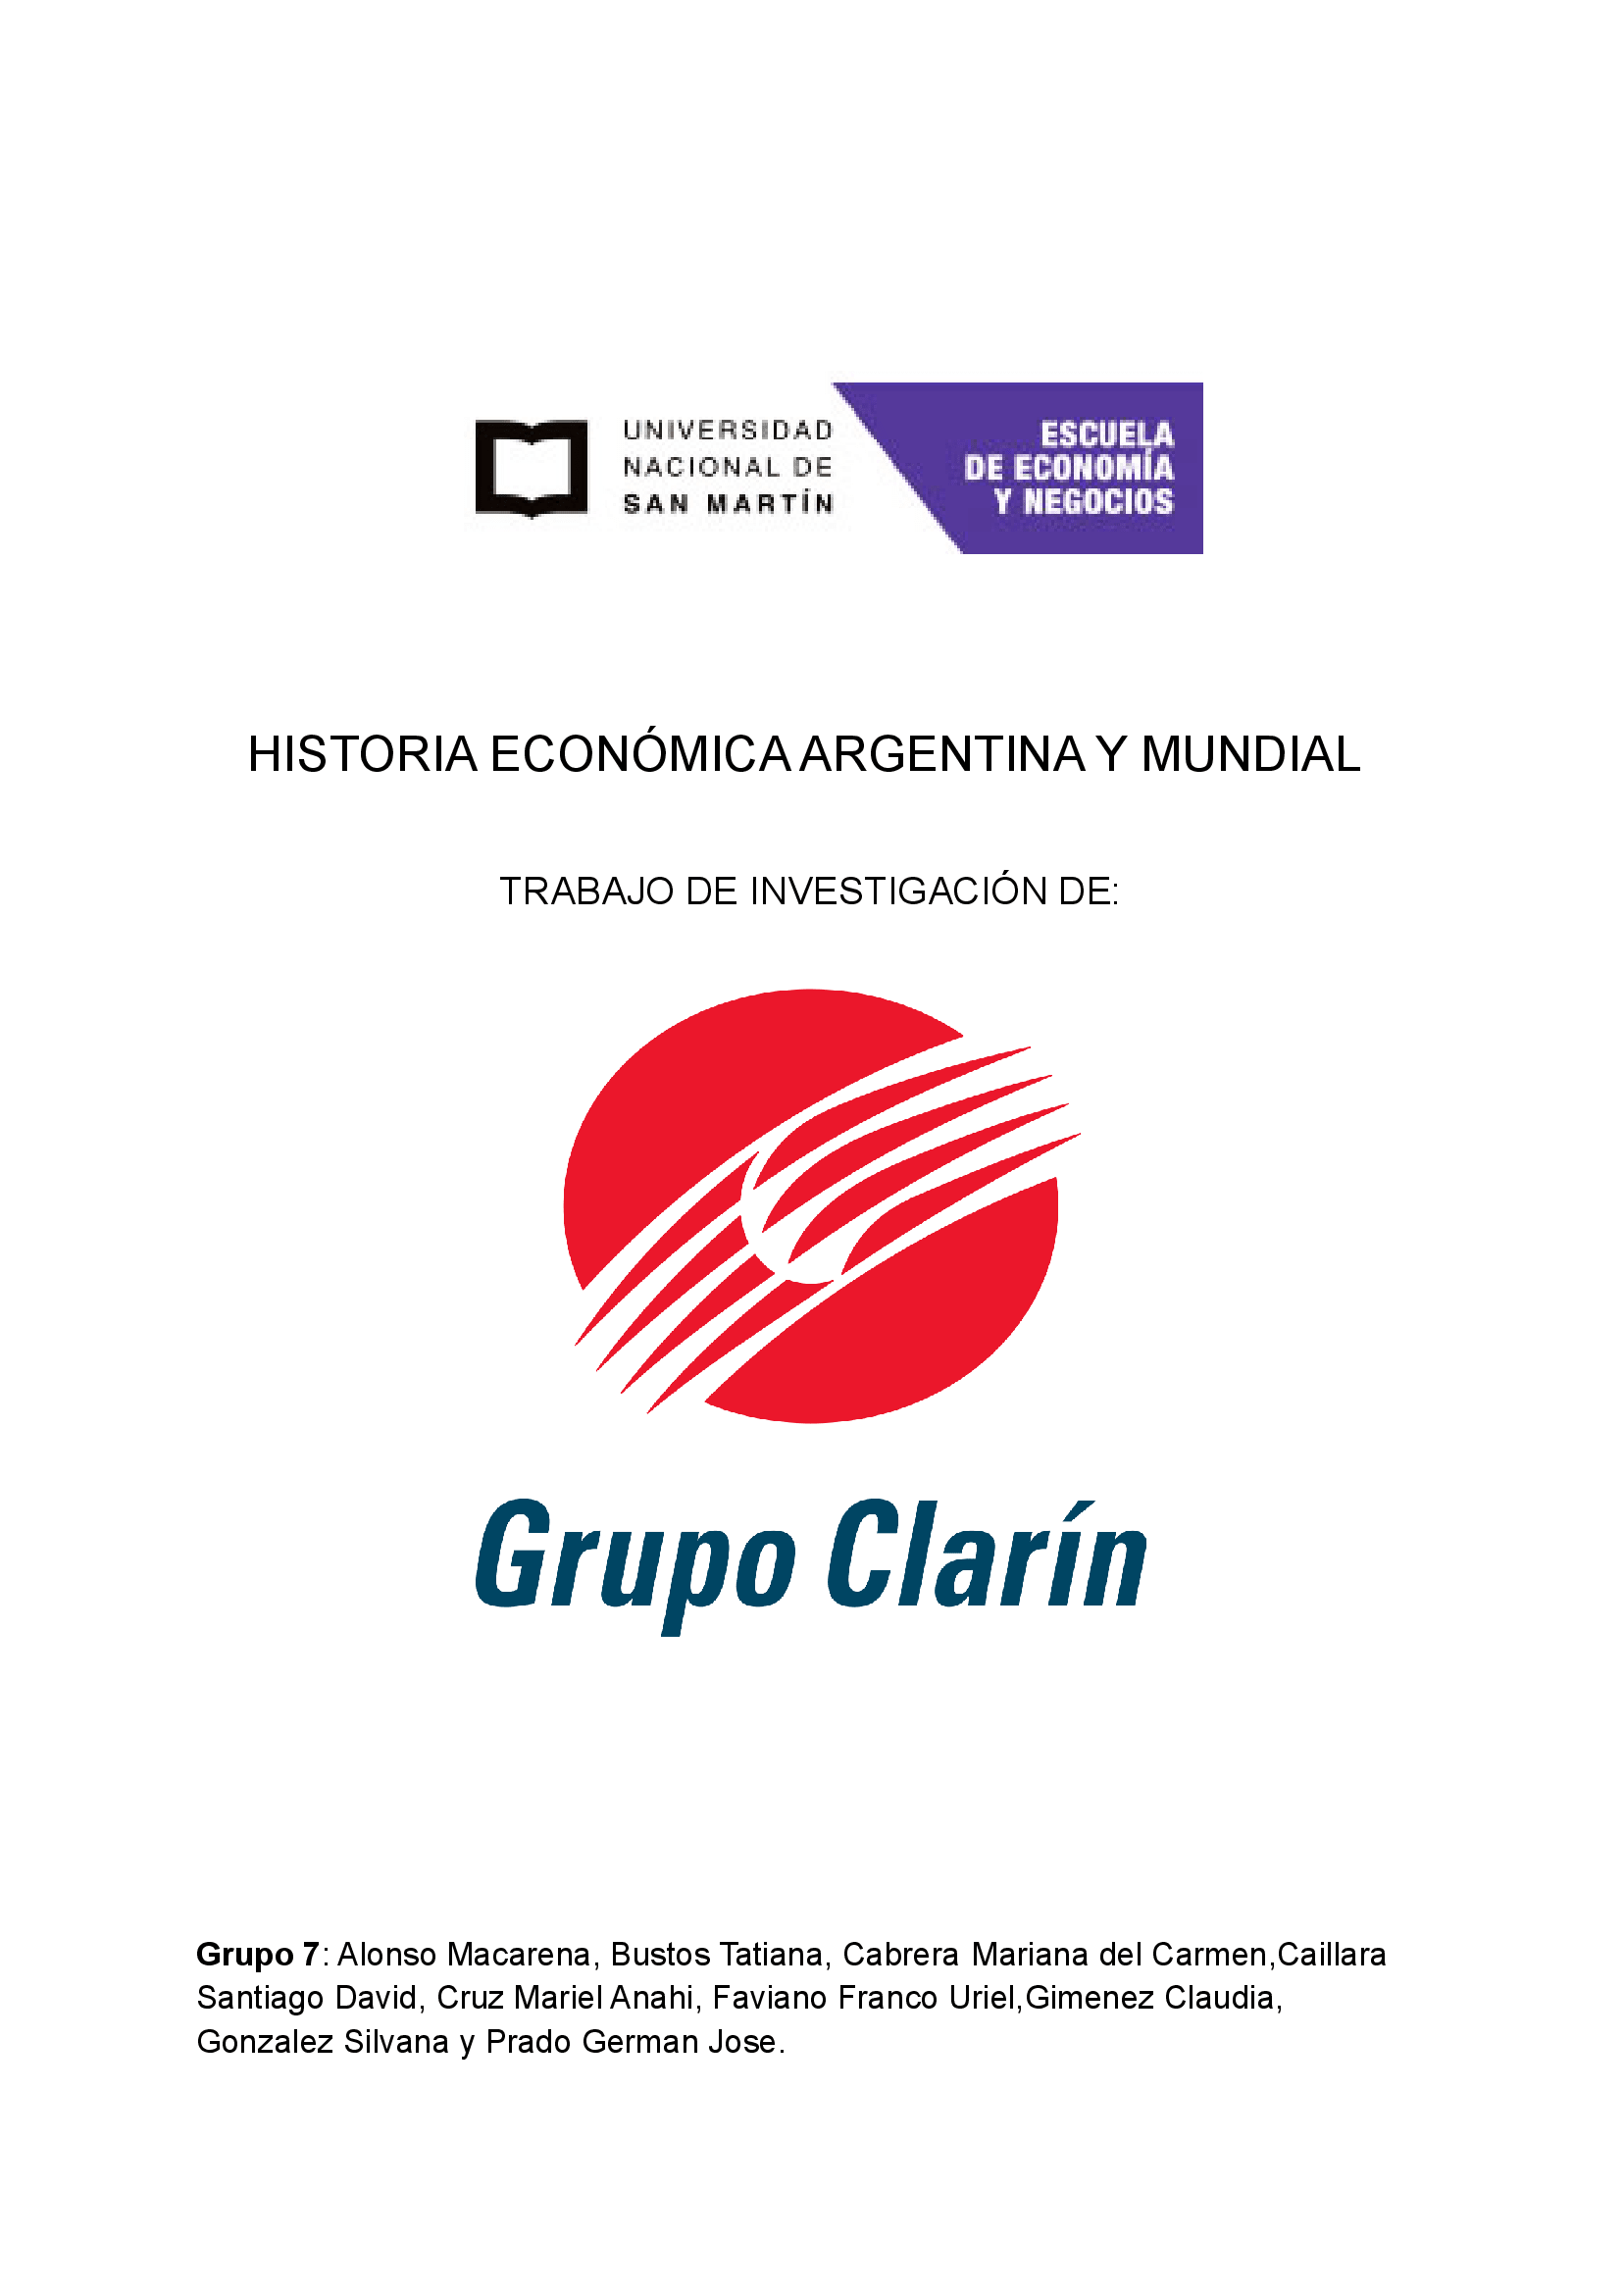 UNIVERSIDAD
NACIONAL DE
SAN MARTÍN
ESCUELA
DE ECONOMÍA
Y NEGOCIOS
HISTORIA ECONÓMICA ARGENTINA Y MUNDIAL
TRABAJO DE INVESTIGACIÓN DE:
Grupo Clarín
Grupo 7: Alonso Macarena, Bustos Tatiana, Cabrera Mariana del Carmen,Caillara
Santiago David, Cruz Mariel Anahi, Faviano Franco Uriel,Gimenez Claudia,
Gonzalez Silvana y Prado German Jose.